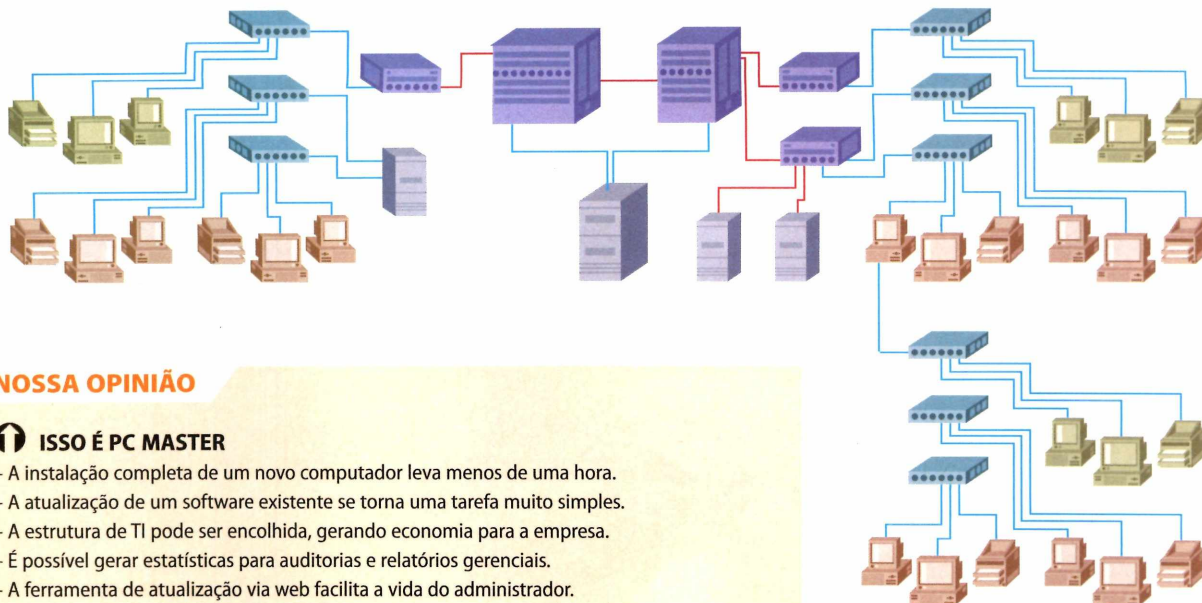 NOSSA OPINIÃO
ISSO É PC MASTER
- A instalação completa de um novo computador leva menos de uma hora.
- A atualização de um software existente se torna uma tarefa muito simples.
- A estrutura de TI pode ser encolhida, gerando economia para a empresa.
- É possível gerar estatísticas para auditorias e relatórios gerenciais.
- A ferramenta de atualização via web facilita a vida do administrador.